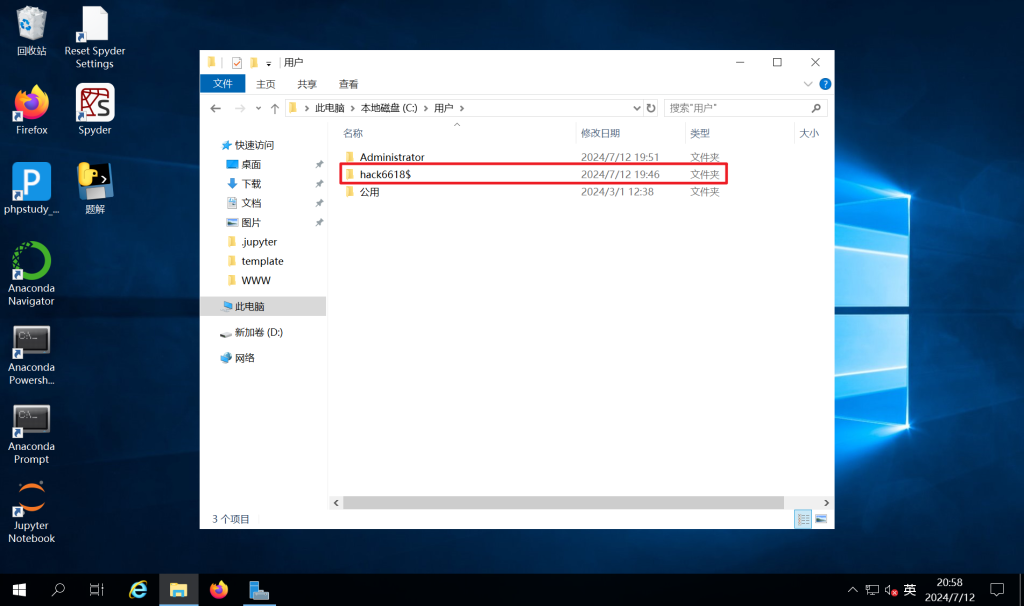 回收站
Reset Spyder
Settings
Firefox
Spyder
phpstudy_...
题解
Anaconda
Navigator
Anaconda
Powersh...
Anaconda
Prompt
Jupyter
Notebook
用户
文件
主页
共享
查看
此电脑
本地磁盘 (C:)
用户
搜索"用户"
快速访问
桌面
下载
文档
图片
.jupyter
template
WWW
此电脑
新加卷 (D:)
网络
名称
修改日期
类型
大小
Administrator
2024/7/12 19:51
文件夹
hack6618$
2024/7/12 19:46
文件夹
公用
2024/3/1 12:38
文件夹
3 个项目
英
20:58
2024/7/12